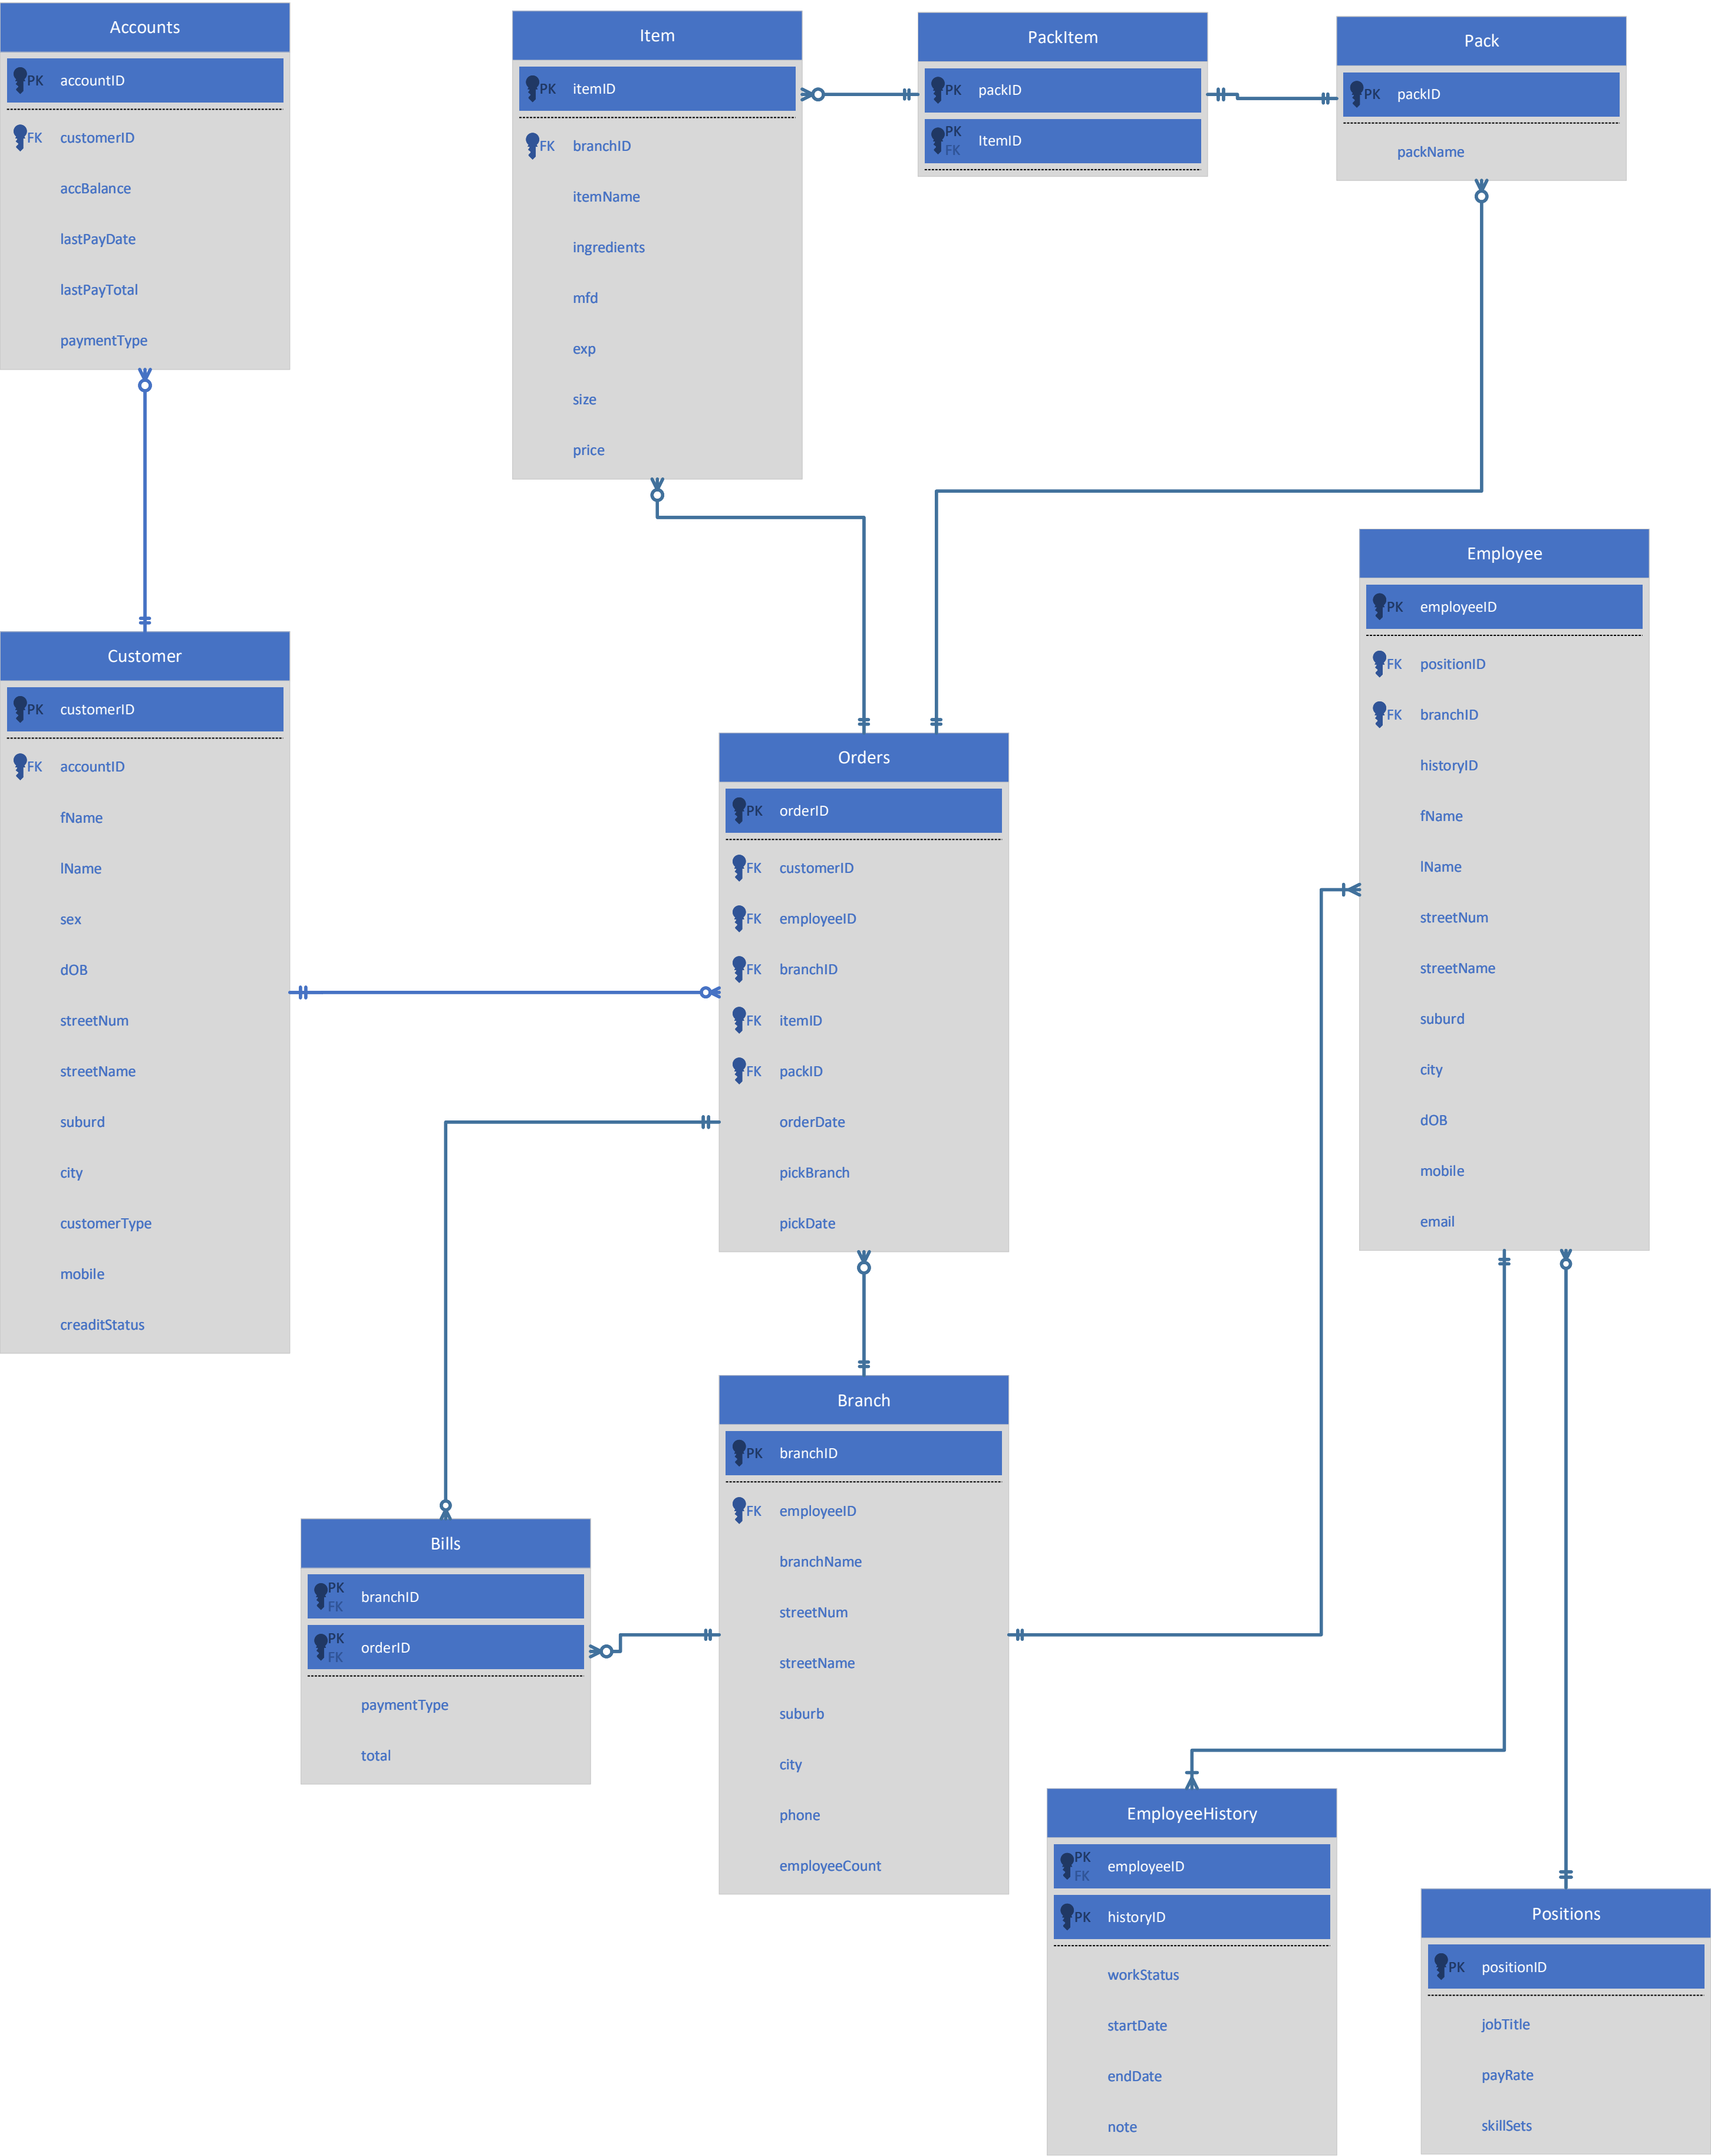 Accounts
PK accountID
FK customerID
accBalance
lastPayDate
lastPayTotal
paymentType
Item
PK itemID
FK branchID
itemName
ingredients
mfd
exp
size
price
PackItem
PK packID
PK FK ItemID
Pack
PK packID
packName
Customer
PK customerID
FK accountID
fName
lName
sex
dOB
streetNum
streetName
suburd
city
customerType
mobile
creaditStatus
Orders
PK orderID
FK customerID
FK employeeID
FK branchID
FK itemID
FK packID
orderDate
pickBranch
pickDate
Employee
PK employeeID
FK positionID
FK branchID
historyID
fName
lName
streetNum
streetName
suburd
city
dOB
mobile
email
Bills
PK FK branchID
PK FK orderID
paymentType
total
Branch
PK branchID
FK employeeID
branchName
streetNum
streetName
suburb
city
phone
employeeCount
EmployeeHistory
PK FK employeeID
PK historyID
workStatus
startDate
endDate
note
Positions
PK positionID
jobTitle
payRate
skillSets